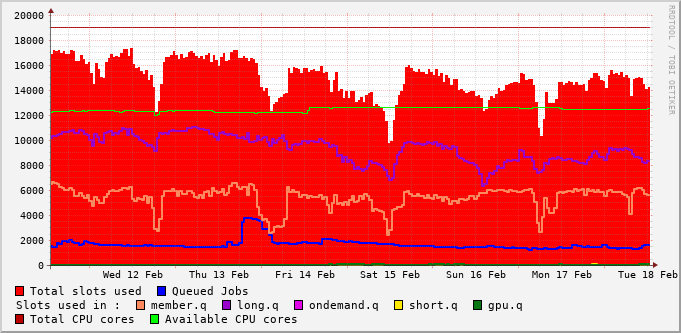 20000
18000
16000
14000
12000
10000
8000
6000
4000
2000
0
Wed 12 Feb Thu 13 Feb Fri 14 Feb Sat 15 Feb Sun 16 Feb Mon 17 Feb Tue 18 Feb
Total slots used Queued Jobs
Slots used in : member.q long.q ondemand.q short.q gpu.q
Total CPU cores Available CPU cores
RRDTOOL / TOBI OETIKER